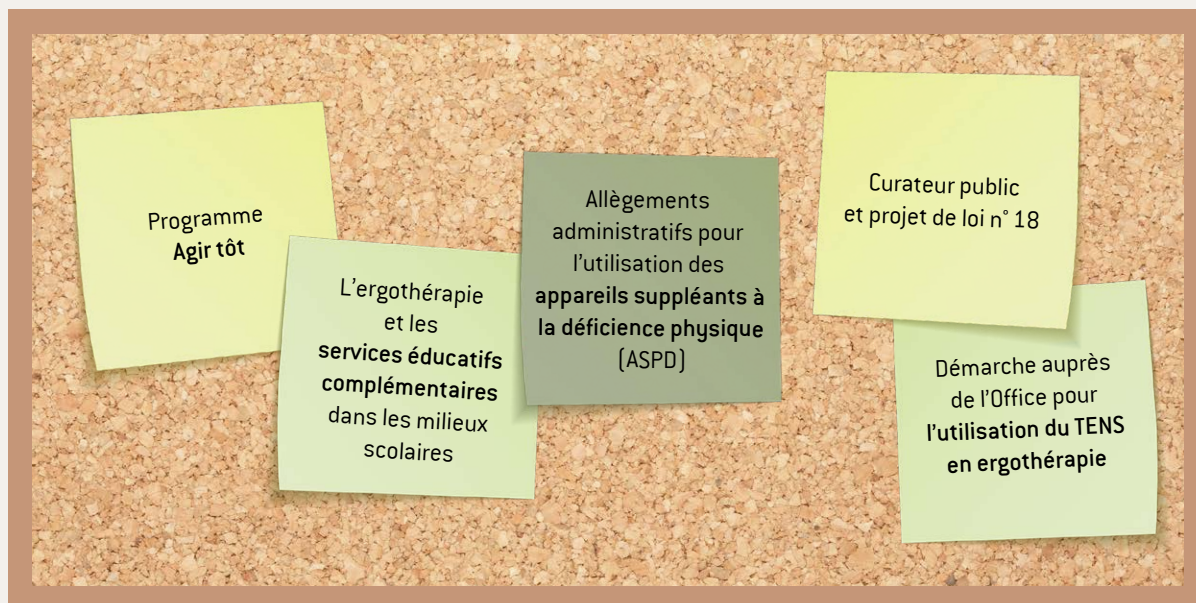 Programme
Agir tôt
L'ergothérapie
et les
services éducatifs
complémentaires
dans les milieux
scolaires
Allègements
administratifs pour
l'utilisation des
appareils suppléants à
la déficience physique
(ASPD)
Curateur public
et projet de loi n° 18
Démarche auprès
de l'Office pour
l'utilisation du TENS
en ergothérapie